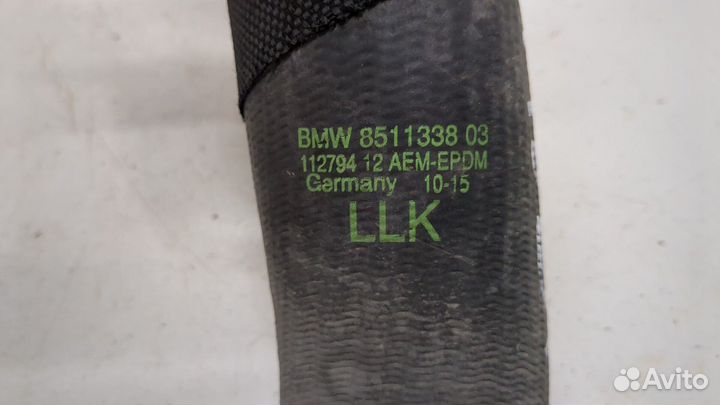 BMW 8511338 03
112794 12 AEM-EPDM
Germany 10-15
LLK
Avito